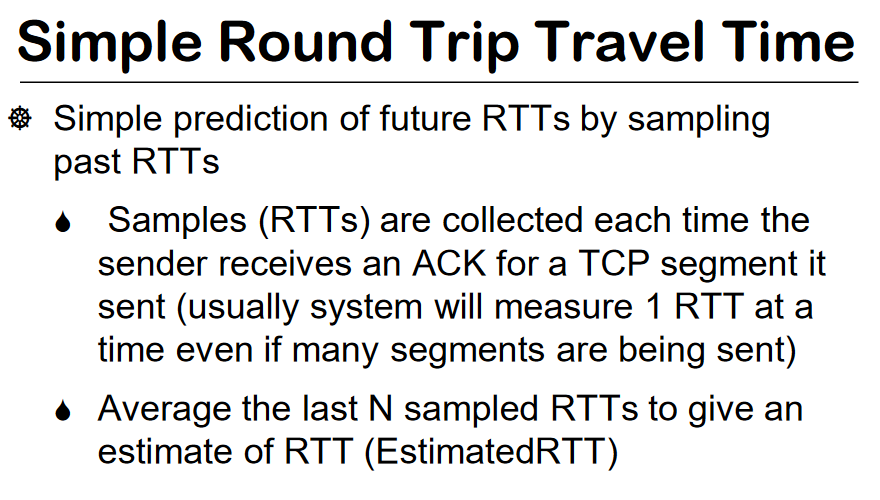 Simple Round Trip Travel Time
Simple prediction of future RTTs by sampling
past RTTs
Samples (RTTs) are collected each time the
sender receives an ACK for a TCP segment it
sent (usually system will measure 1 RTT at a
time even if many segments are being sent)
Average the last N sampled RTTs to give an
estimate of RTT (EstimatedRTT)